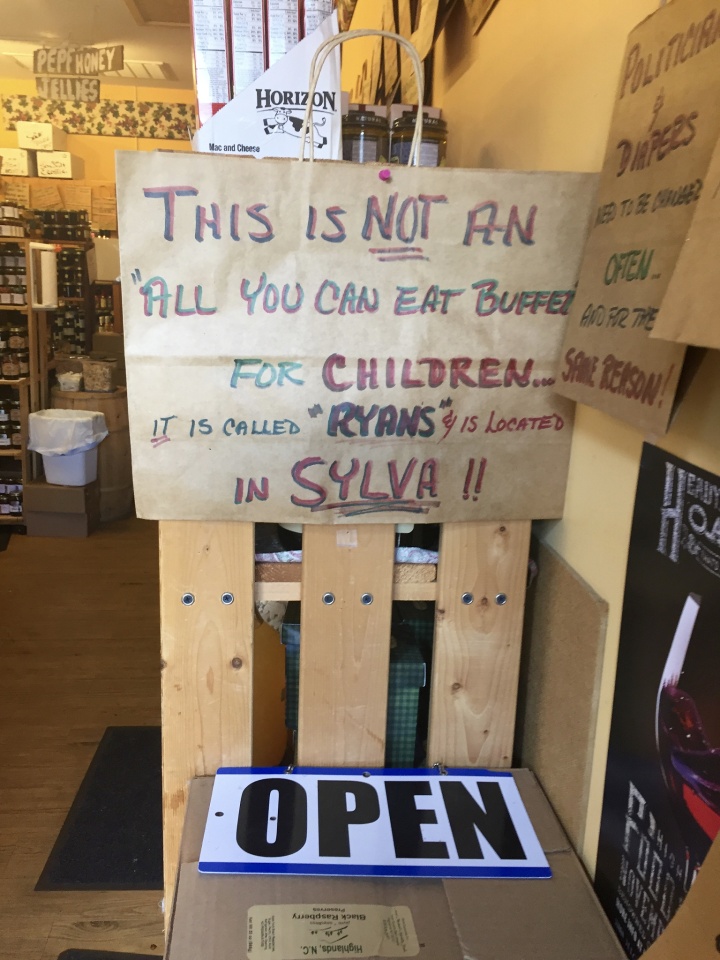 PEPP HONEY
JELLIES
HORIZON
Mac and Cheese
THIS IS NOT AN
"ALL YOU CAN EAT BUFFET
FOR CHILDREN...
IT IS CALLED "RYANS" & IS LOCATED
IN SYLVA !!
POLITICIAN
&
DIAPERS
NEED TO BE CHANGED
OFTEN...
AND FOR THE
SAME REASON!
OPEN
Black Raspberry
Preserves
Highlands, N.C.